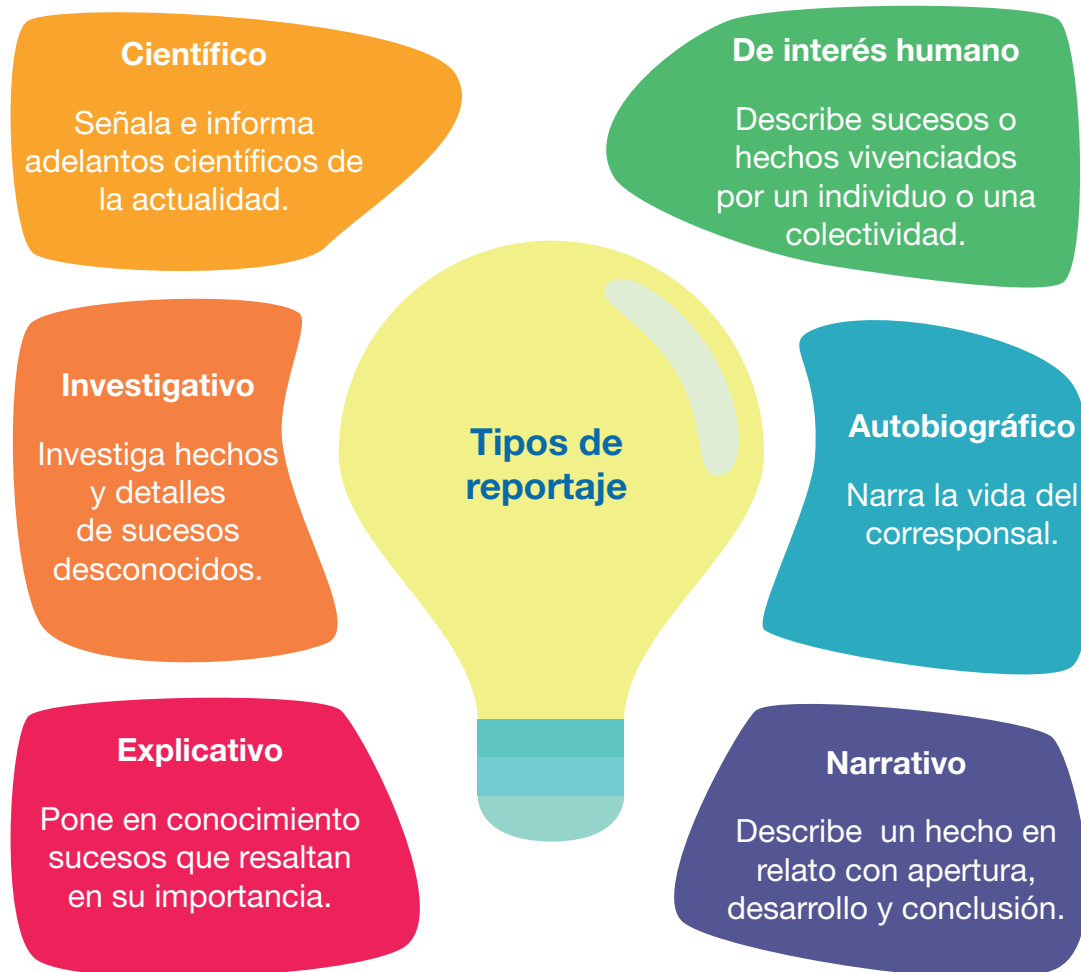 Científico
Señala e informa
adelantos científicos de
la actualidad.
De interés humano
Describe sucesos o
hechos vivenciados
por un individuo o una
colectividad.
Investigativo
Investiga hechos
y detalles
de sucesos
desconocidos.
Tipos de
reportaje
Autobiográfico
Narra la vida del
corresponsal.
Explicativo
Pone en conocimiento
sucesos que resaltan
en su importancia.
Narrativo
Describe  un hecho en
relato con apertura,
desarrollo y conclusión.